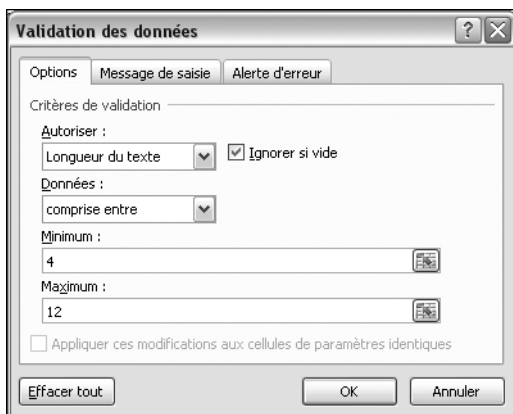 Validation des données
Options Message de saisie Alerte d'erreur
Critères de validation
Autoriser :
Longueur du texte Ignorer si vide
Données :
comprise entre
Minimum :
4
Maximum :
12
Appliquer ces modifications aux cellules de paramètres identiques
Effacer tout OK Annuler